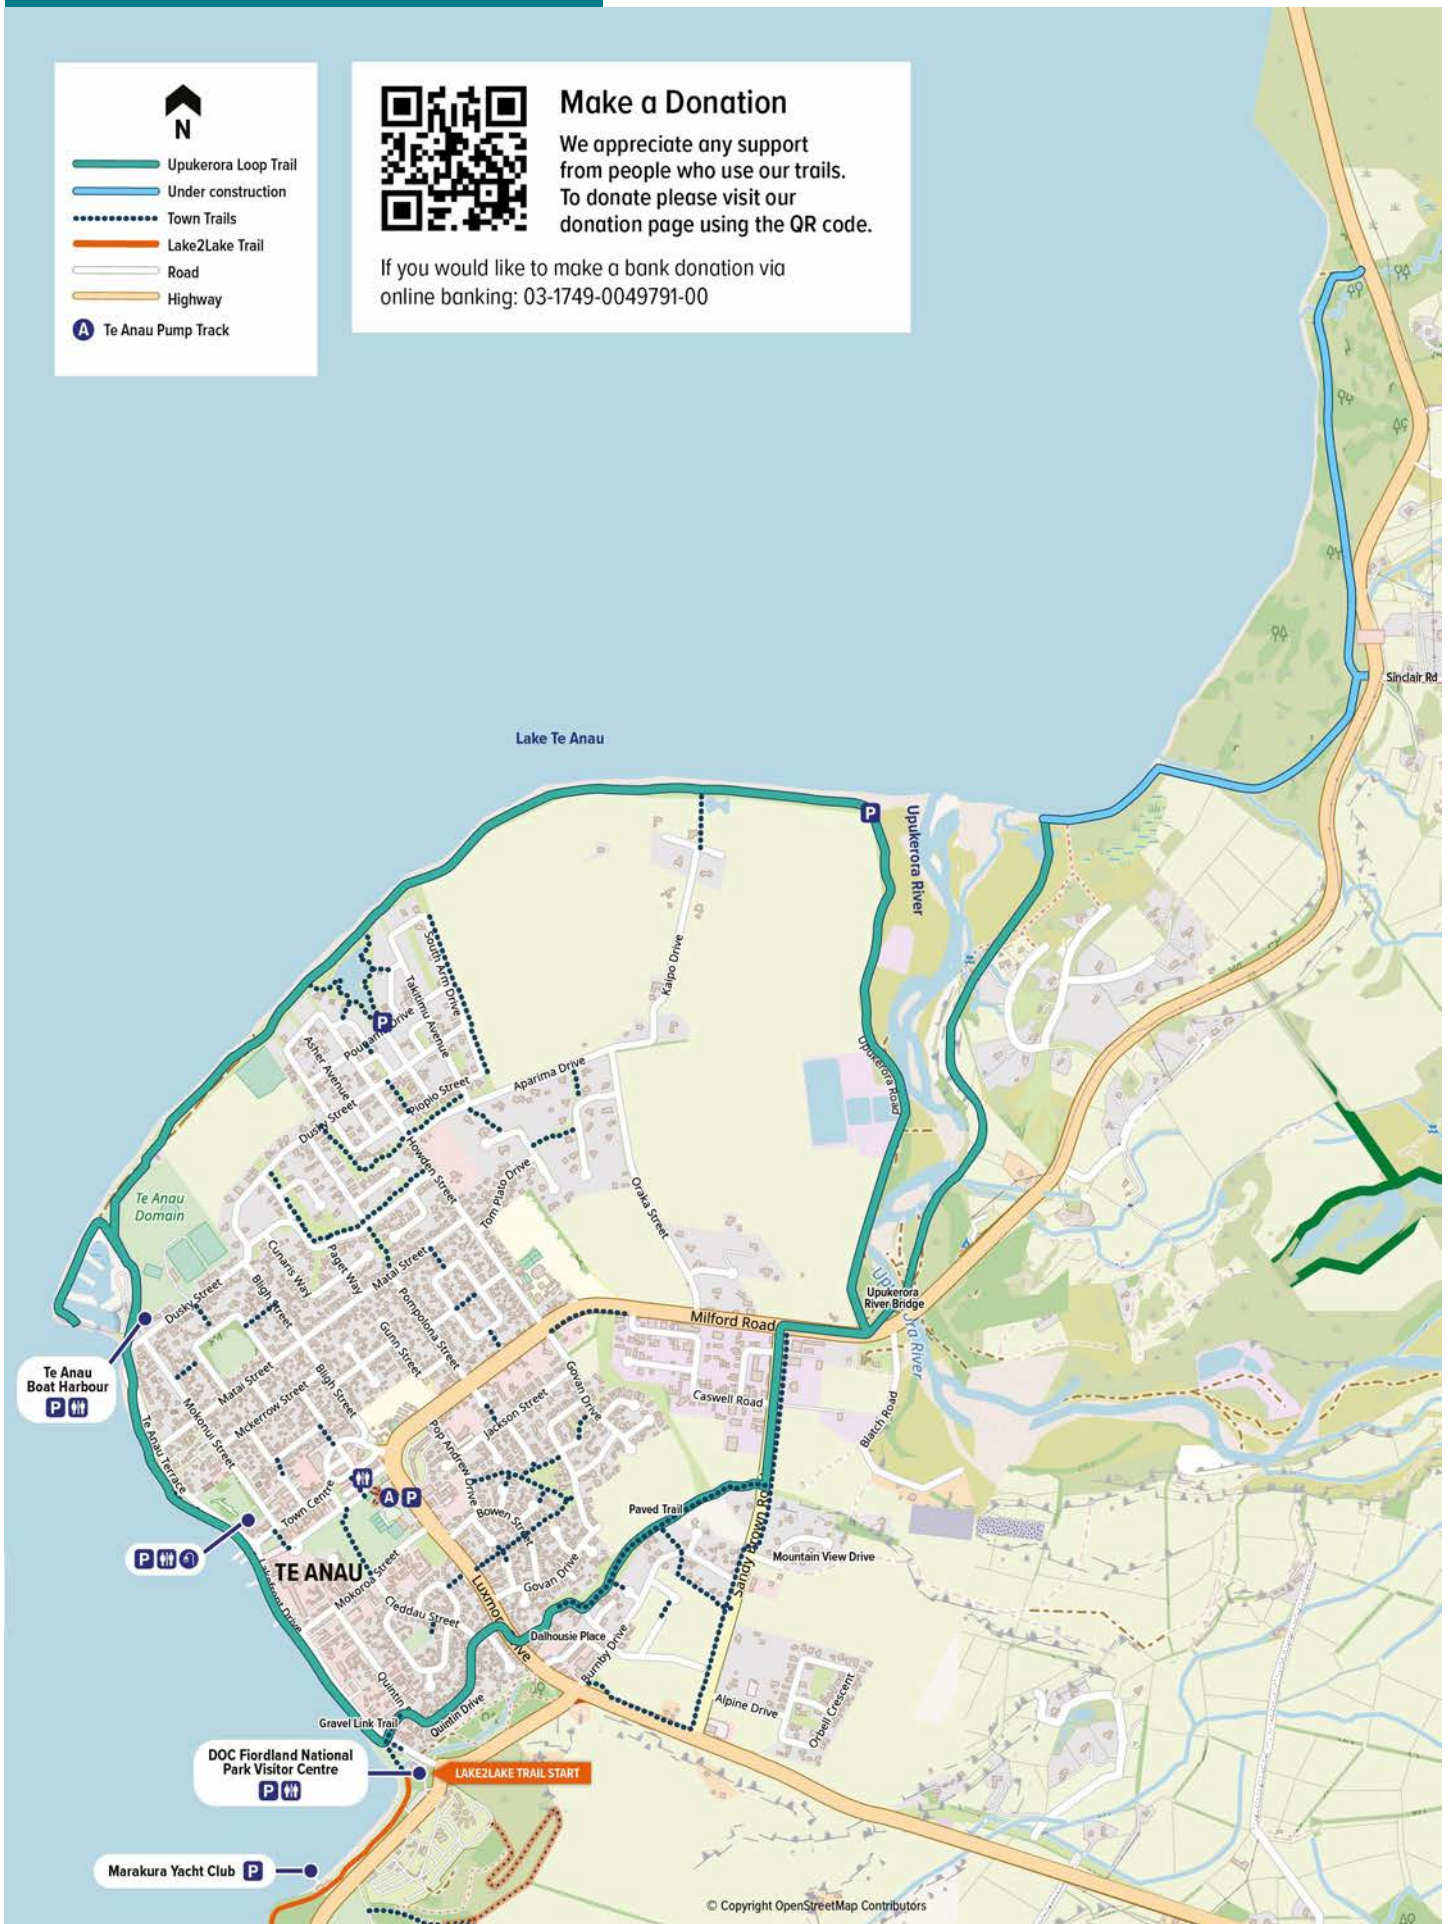 N
Upukerora Loop Trail
Under construction
Town Trails
Lake2Lake Trail
Road
Highway
A Te Anau Pump Track
Make a Donation
We appreciate any support
from people who use our trails.
To donate please visit our
donation page using the QR code.
If you would like to make a bank donation via
online banking: 03-1749-0049791-00
Sinclair Rd
Lake Te Anau
P
Upukerora River
South Arm Drive
Takitimu Avenue
Kaipo Drive
P
Asher Avenue
Upukerora Road
Aparima Drive
Piopio Street
Dusky Street
Howden Street
Tom Plato Drive
Oraka Street
Te Anau
Domain
Cunaris Way
Paget Way
Matai Street
Dusky Street
Bligh Street
Pompolona Street
Gunn Street
Upukerora
River Bridge
Milford Road
Te Anau
Boat Harbour
P
Matai Street
Mckerrow Street
Bligh Street
Govan Drive
Jackson Street
Caswell Road
Blatch Road
Mokonui Street
Te Anau Terrace
Pop Andrew Drive
A P
Town Centre
Bowen Street
Paved Trail
Sandy Brown Ro
Mountain View Drive
P
TE ANAU
Lakefront Drive
Mokoroa Street
Govan Drive
Cleddau Street
Dalhousie Place
Burnby Drive
Quintin
Quintin Drive
Alpine Drive
Orbell Crescent
Gravel Link Trail
DOC Fiordland National
Park Visitor Centre
P
LAKE2LAKE TRAIL START
Marakura Yacht Club P
© Copyright OpenStreetMap Contributors